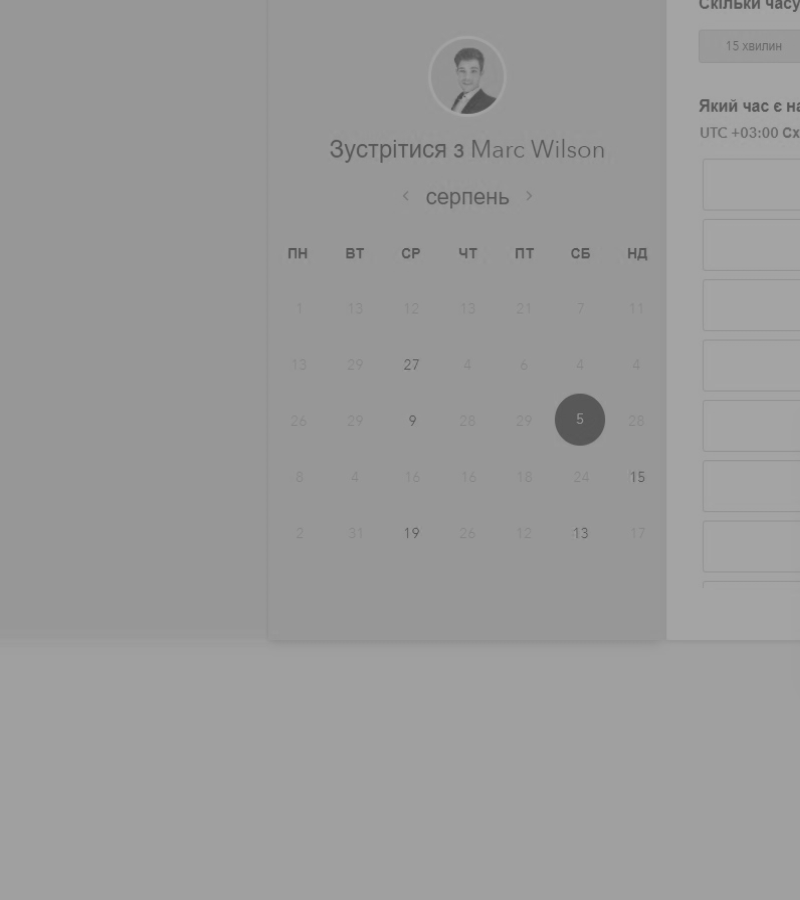 Зустрітися з Marc Wilson
серпень
ПН ВТ СР ЧТ ПТ СБ НД
1 13 12 13 21 7 11
13 29 27 4 6 4 4
26 29 9 28 29 5 28
8 4 16 16 18 24 15
2 31 19 26 12 13 17
Скільки часу
15 хвилин
Який час є на
UTC +03:00 Сх